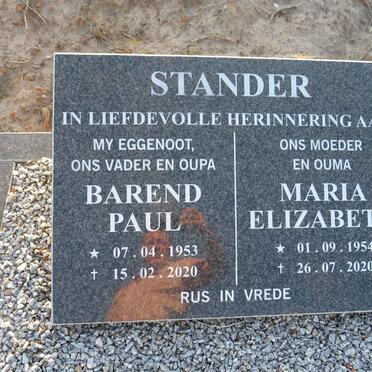 STANDER
IN LIEFDEVOLLE HERINNERING AA
MY EGGENOOT,
ONS VADER EN OUPA
BAREND
PAUL
★ 07.04.1953
† 15.02.2020
ONS MOEDER
EN OUMA
MARIA
ELIZABET
★ 01.09.1954
† 26.07.2020
RUS IN VREDE